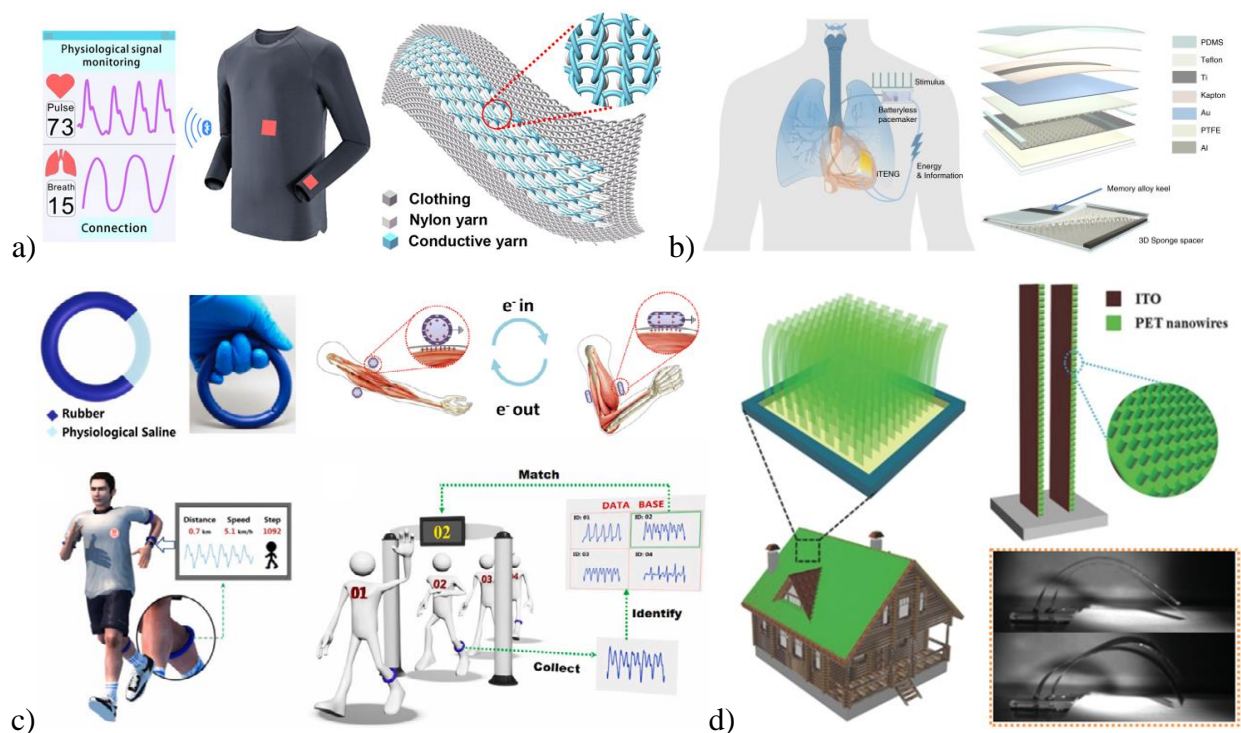 a)
Physiological signal
monitoring
Pulse
73
Breath
15
Connection
Clothing
Nylon yarn
Conductive yarn
b)
Stimulus
Batteryless
pacemaker
iTENG
Energy
& Information
PDMS
Teflon
Ti
Kapton
Au
PTFE
Al
Memory alloy keel
3D Sponge spacer
c)
Rubber
Physiological Saline
e- in
e- out
Distance Speed Step
0.7 km 5.1 km/h 1092
Match
02
DATA BASE
ID: 01 ID: 02
ID: 03 ID: 04
01
02
03
04
Identify
Collect
d)
ITO
PET nanowires